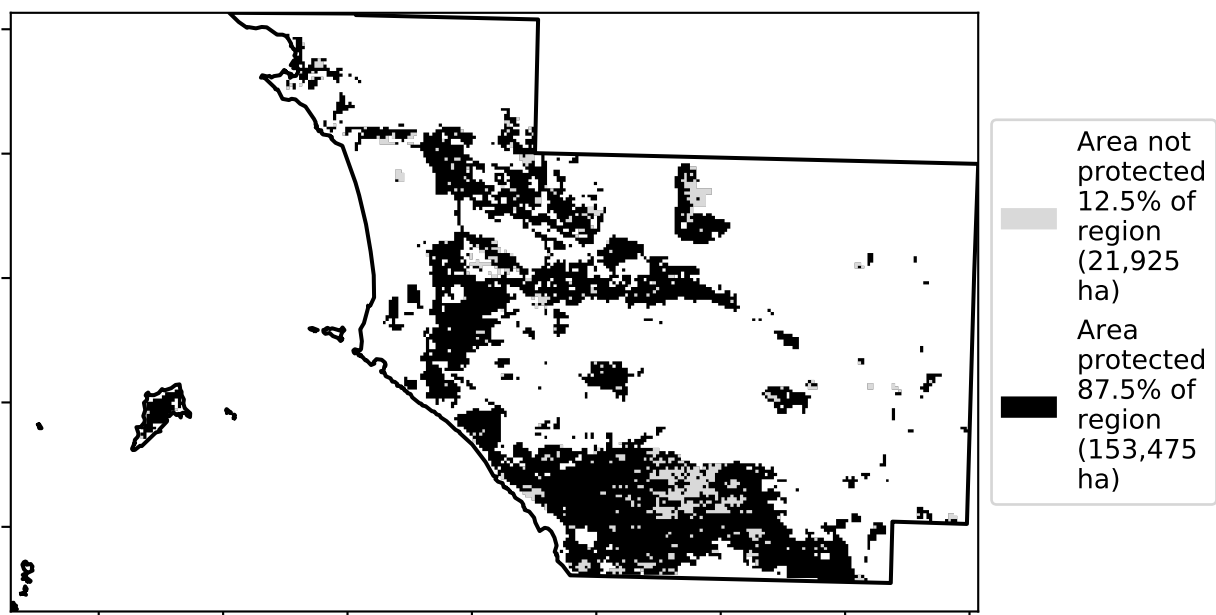 Area not
protected
12.5% of
region
(21,925
ha)
Area
protected
87.5% of
region
(153,475
ha)